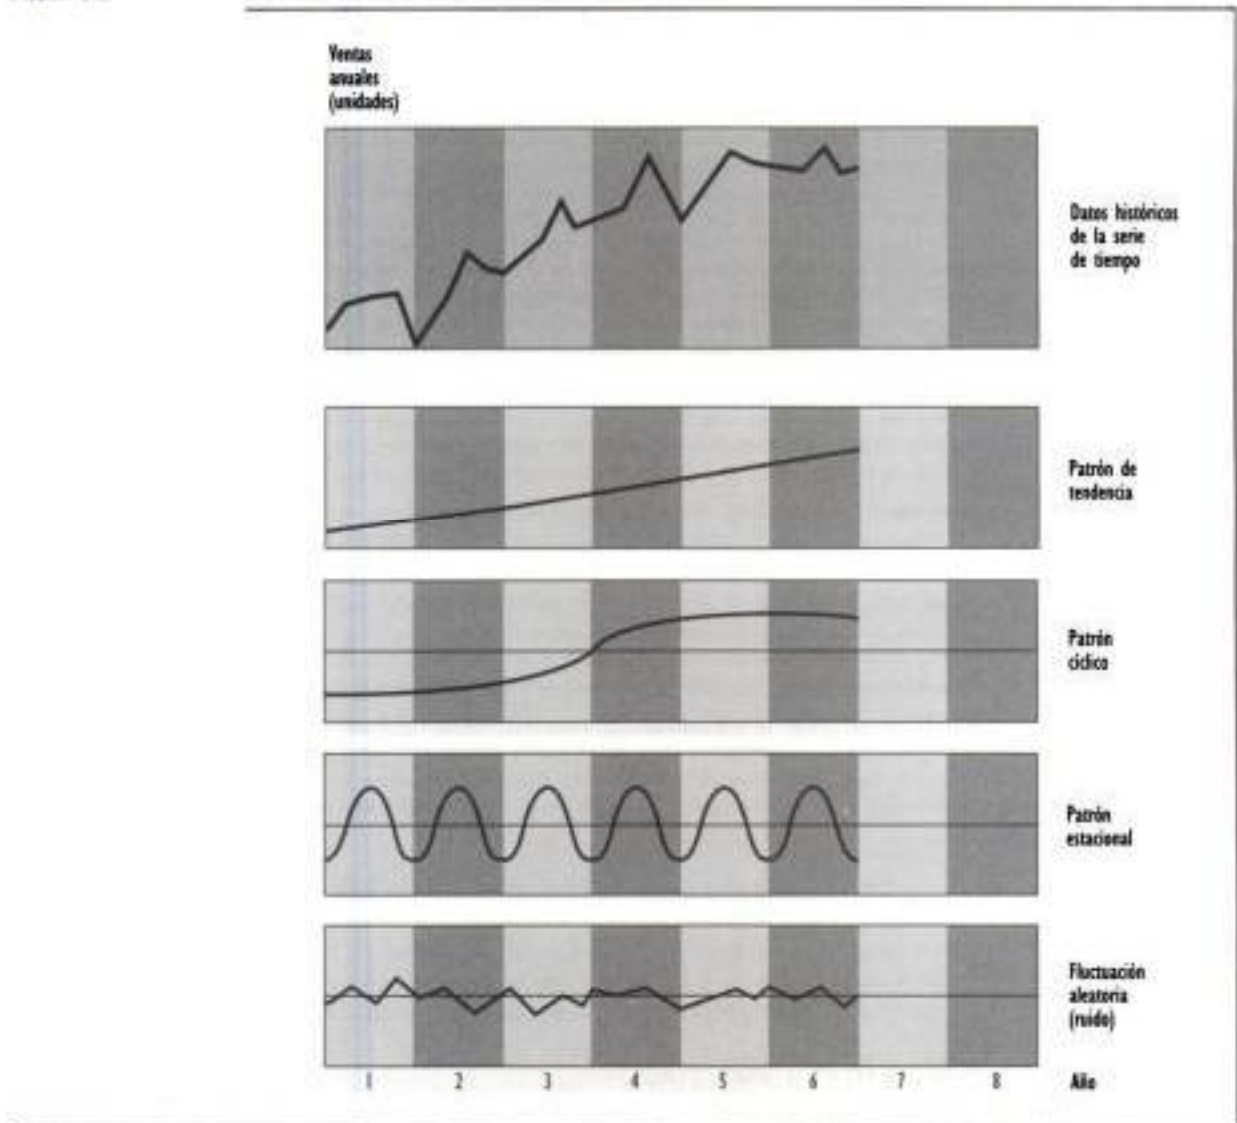 Ventas
anuales
(unidades)
Datos históricos
de la serie
de tiempo
Patrón de
tendencia
Patrón
cíclico
Patrón
estacional
Fluctuación
aleatoria
(ruido)
1 2 3 4 5 6 7 8 Año